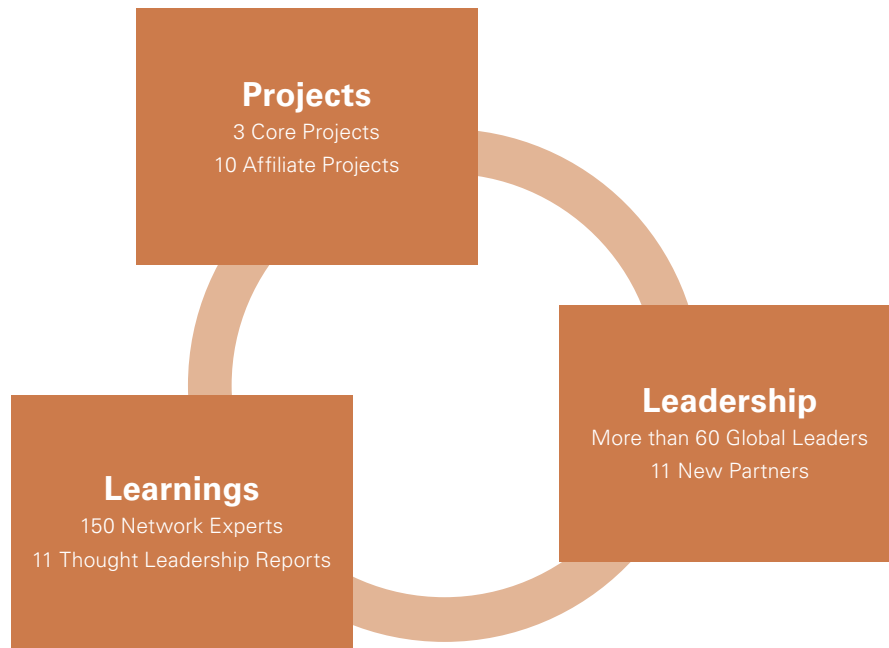 Projects
3 Core Projects
10 Affiliate Projects
Leadership
More than 60 Global Leaders
11 New Partners
Learnings
150 Network Experts
11 Thought Leadership Reports